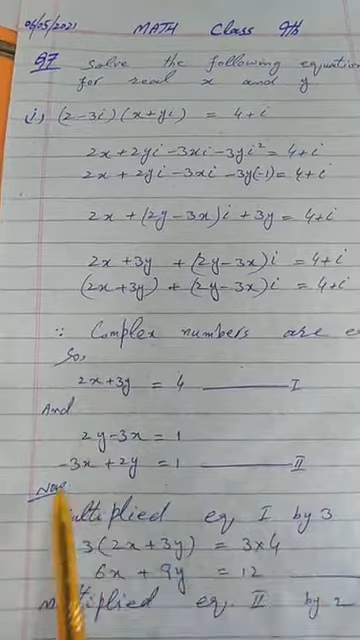 06/05/2021 MATH Class 9th
Q7 Solve the following equation
for real x and y
(i) (2-3i)(x+yi) = 4+i
2x+2yi-3xi-3yi² = 4+i
2x+2yi-3xi-3y(-1) = 4+i
2x+(2y-3x)i+3y = 4+i
2x+3y+(2y-3x)i = 4+i
(2x+3y)+(2y-3x)i = 4+i
∵ Complex numbers are
So,
2x+3y = 4 ——— I
And
2y-3x = 1
-3x+2y = 1 ——— II
Now
multiplied eq I by 3
3(2x+3y) = 3×4
6x+9y = 12
multiplied eq. II by 2